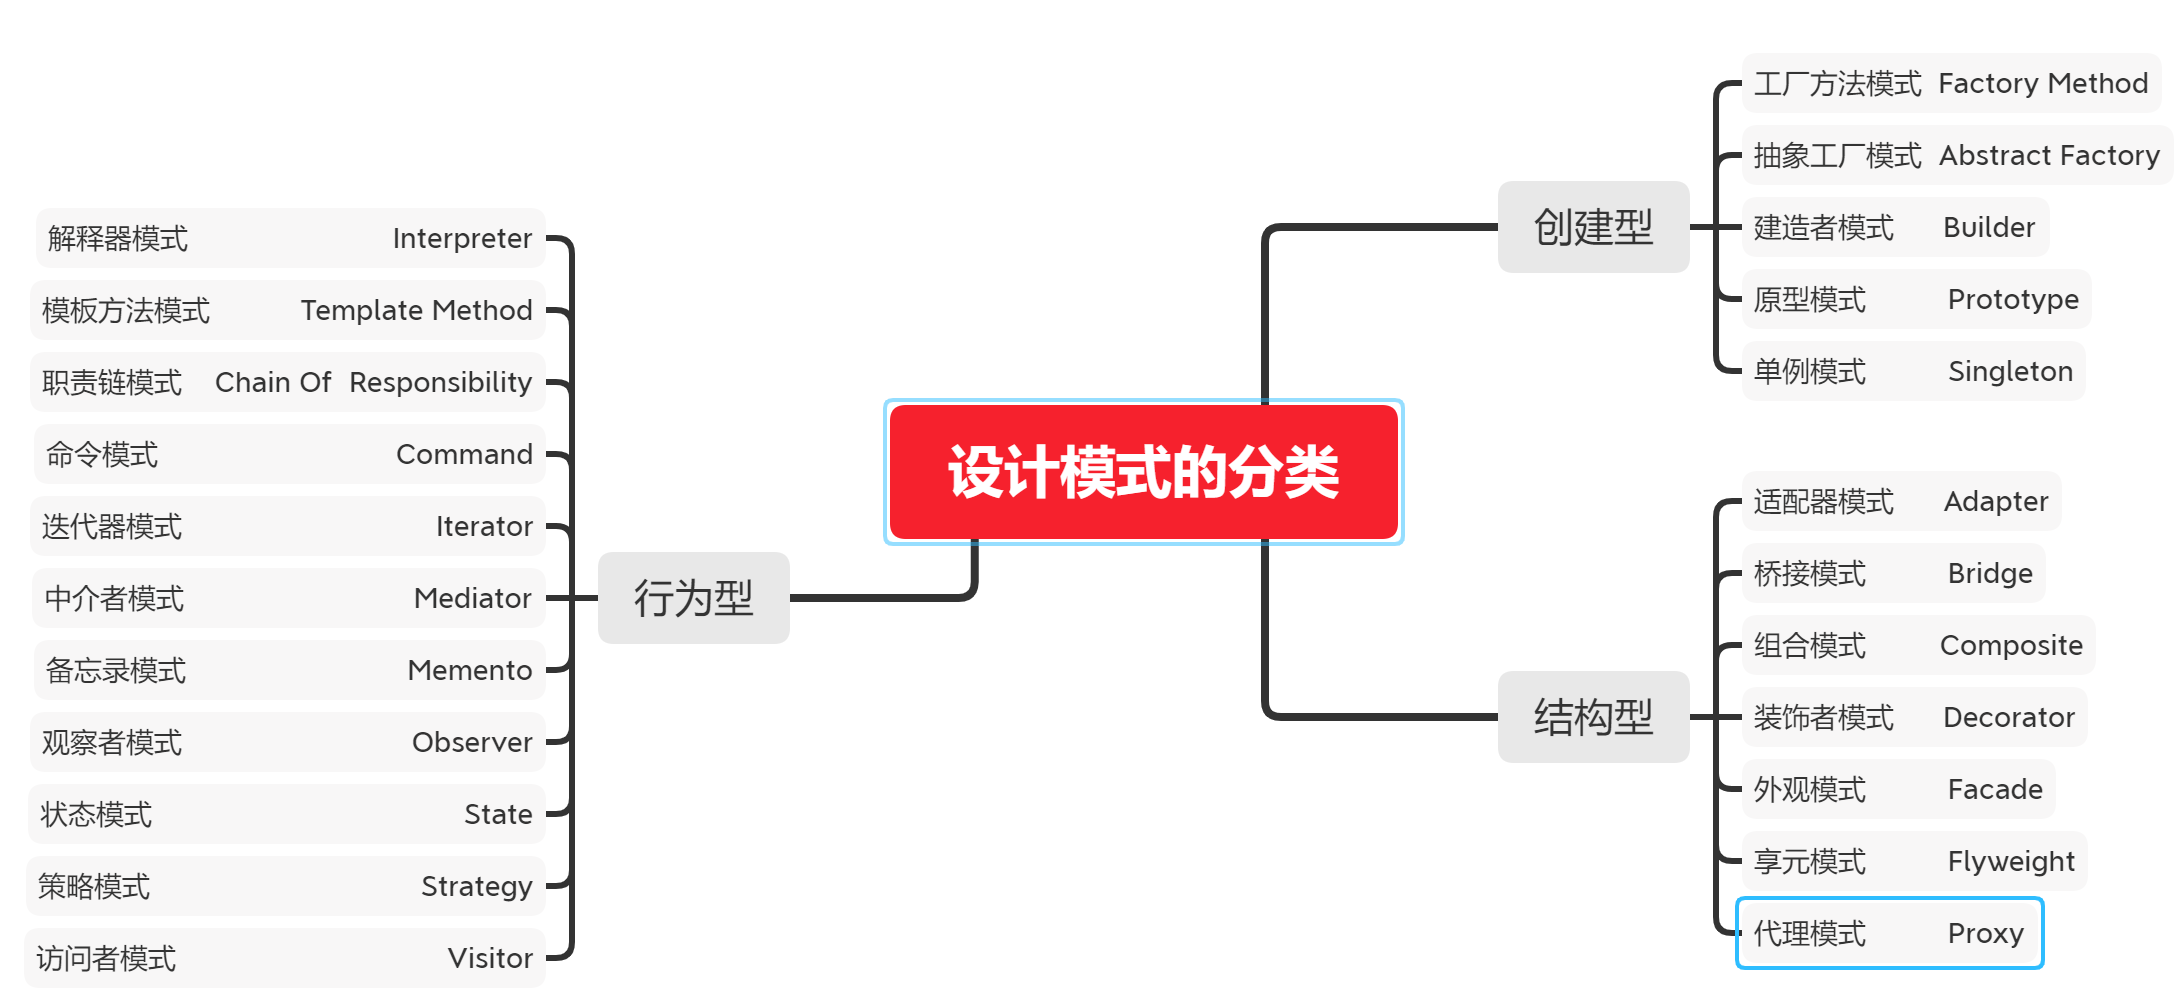 设计模式的分类
创建型
工厂方法模式 Factory Method
抽象工厂模式 Abstract Factory
建造者模式 Builder
原型模式 Prototype
单例模式 Singleton
结构型
适配器模式 Adapter
桥接模式 Bridge
组合模式 Composite
装饰者模式 Decorator
外观模式 Facade
享元模式 Flyweight
代理模式 Proxy
行为型
解释器模式 Interpreter
模板方法模式 Template Method
职责链模式 Chain Of Responsibility
命令模式 Command
迭代器模式 Iterator
中介者模式 Mediator
备忘录模式 Memento
观察者模式 Observer
状态模式 State
策略模式 Strategy
访问者模式 Visitor